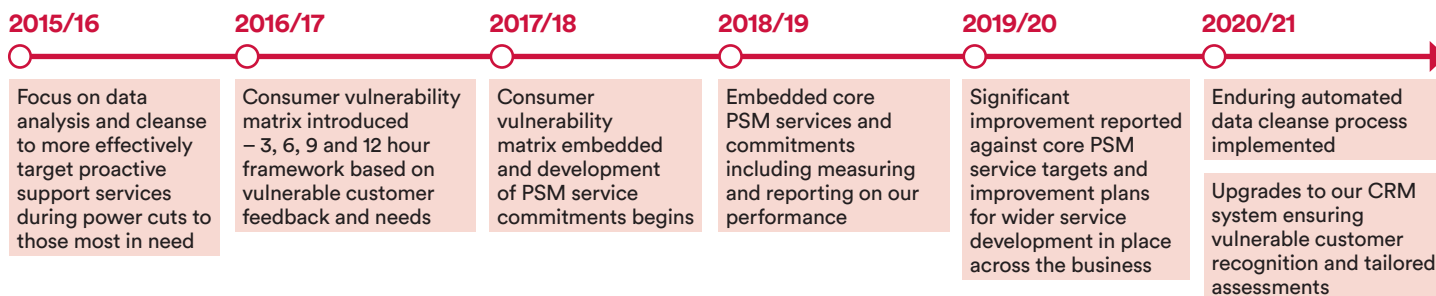 2015/16
Focus on data
analysis and cleanse
to more effectively
target proactive
support services
during power cuts to
those most in need
2016/17
Consumer vulnerability
matrix introduced
– 3, 6, 9 and 12 hour
framework based on
vulnerable customer
feedback and needs
2017/18
Consumer
vulnerability
matrix embedded
and development
of PSM service
commitments begins
2018/19
Embedded core
PSM services and
commitments
including measuring
and reporting on our
performance
2019/20
Significant
improvement reported
against core PSM
service targets and
improvement plans
for wider service
development in place
across the business
2020/21
Enduring automated
data cleanse process
implemented
Upgrades to our CRM
system ensuring
vulnerable customer
recognition and tailored
assessments